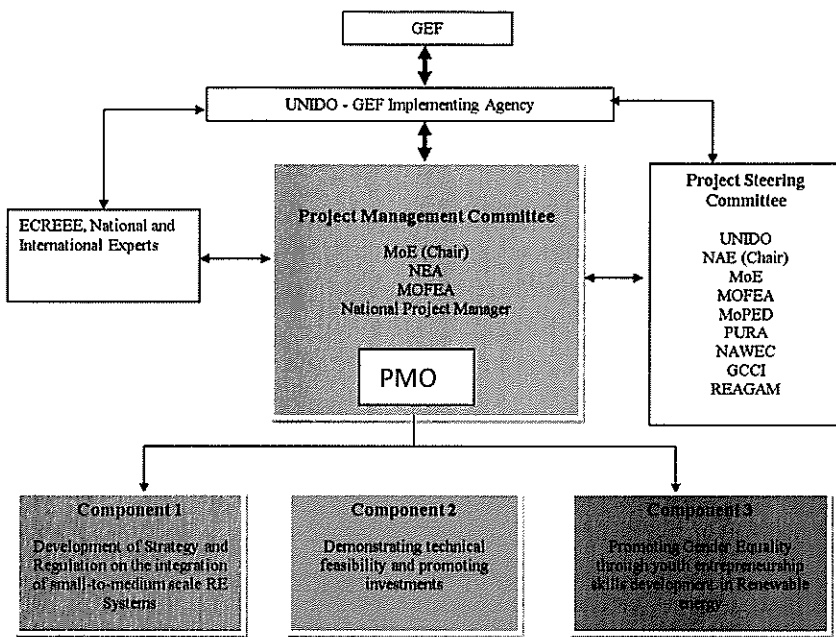 GEF
UNIDO - GEF Implementing Agency
ECREEE, National and
International Experts
Project Management Committee
MoE (Chair)
NEA
MOFEA
National Project Manager
PMO
Project Steering
Committee
UNIDO
NAE (Chair)
MoE
MOFEA
MoPED
PURA
NAWEC
GCCI
REAGAM
Component 1
Development of Strategy and
Regulation on the integration
of small-to-medium scale RE
Systems
Component 2
Demonstrating technical
feasibility and promoting
investments
Component 3
Promoting Gender Equality
through youth entrepreneurship
skills development in Renewable
energy